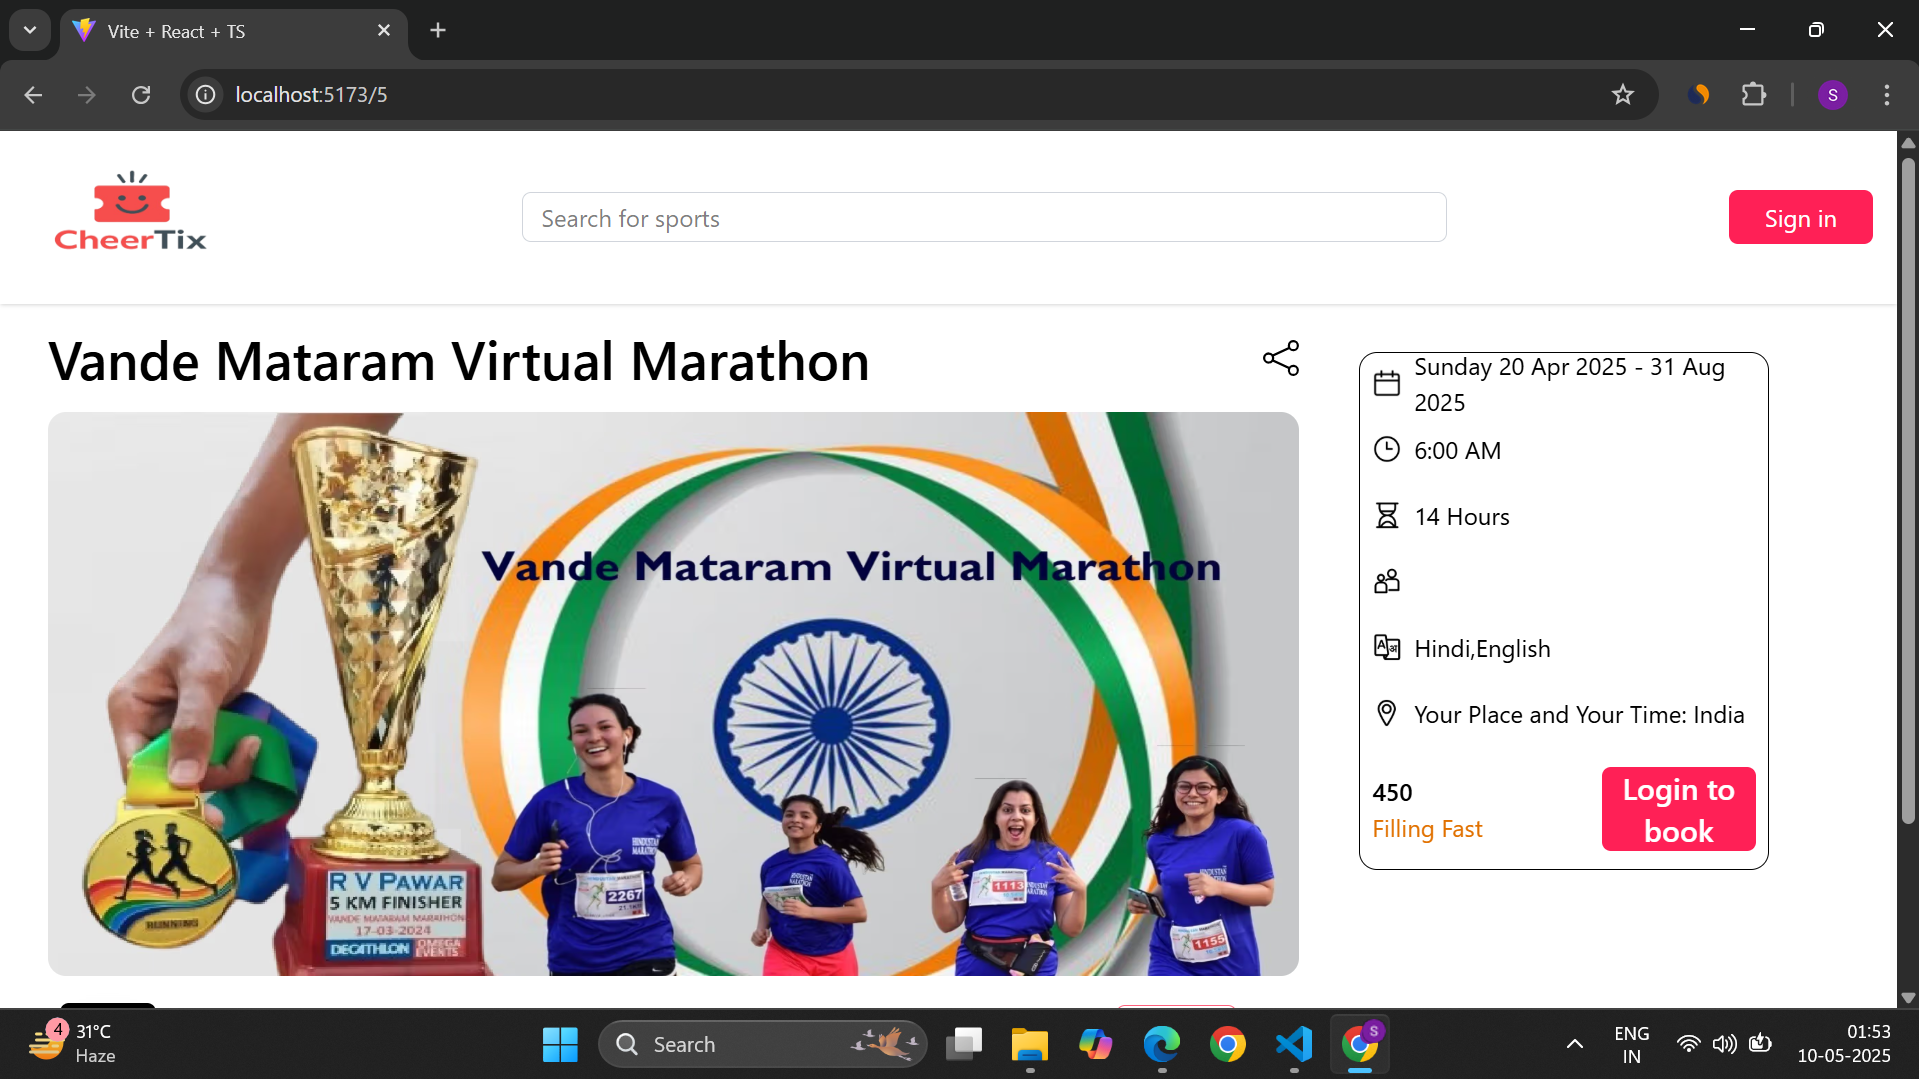 Vite + React + TS
localhost:5173/5
S
CheerTix
Search for sports
Sign in
Vande Mataram Virtual Marathon
Sunday 20 Apr 2025 - 31 Aug
2025
6:00 AM
14 Hours
Hindi,English
Your Place and Your Time: India
450
Filling Fast
Login to
book
Vande Mataram Virtual Marathon
R V PAWAR
5 KM FINISHER
VANDE MATARAM MARATHON
17-03-2024
DECATHLON
OMEGA
EVENTS
RUNNING
HINDUSTAN
MARATHON
2267
1113
1155
4
31°C
Haze
Search
S
ENG
IN
01:53
10-05-2025